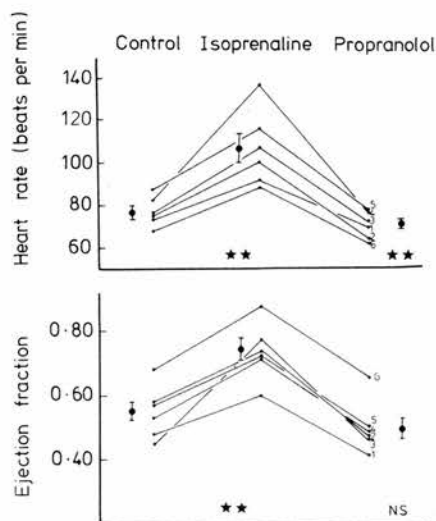 Control Isoprenaline Propranolol
Heart rate (beats per min)
140
120
100
80
60
★★ ★★
Ejection fraction
0·80
0·60
0·40
G
S
★★ NS